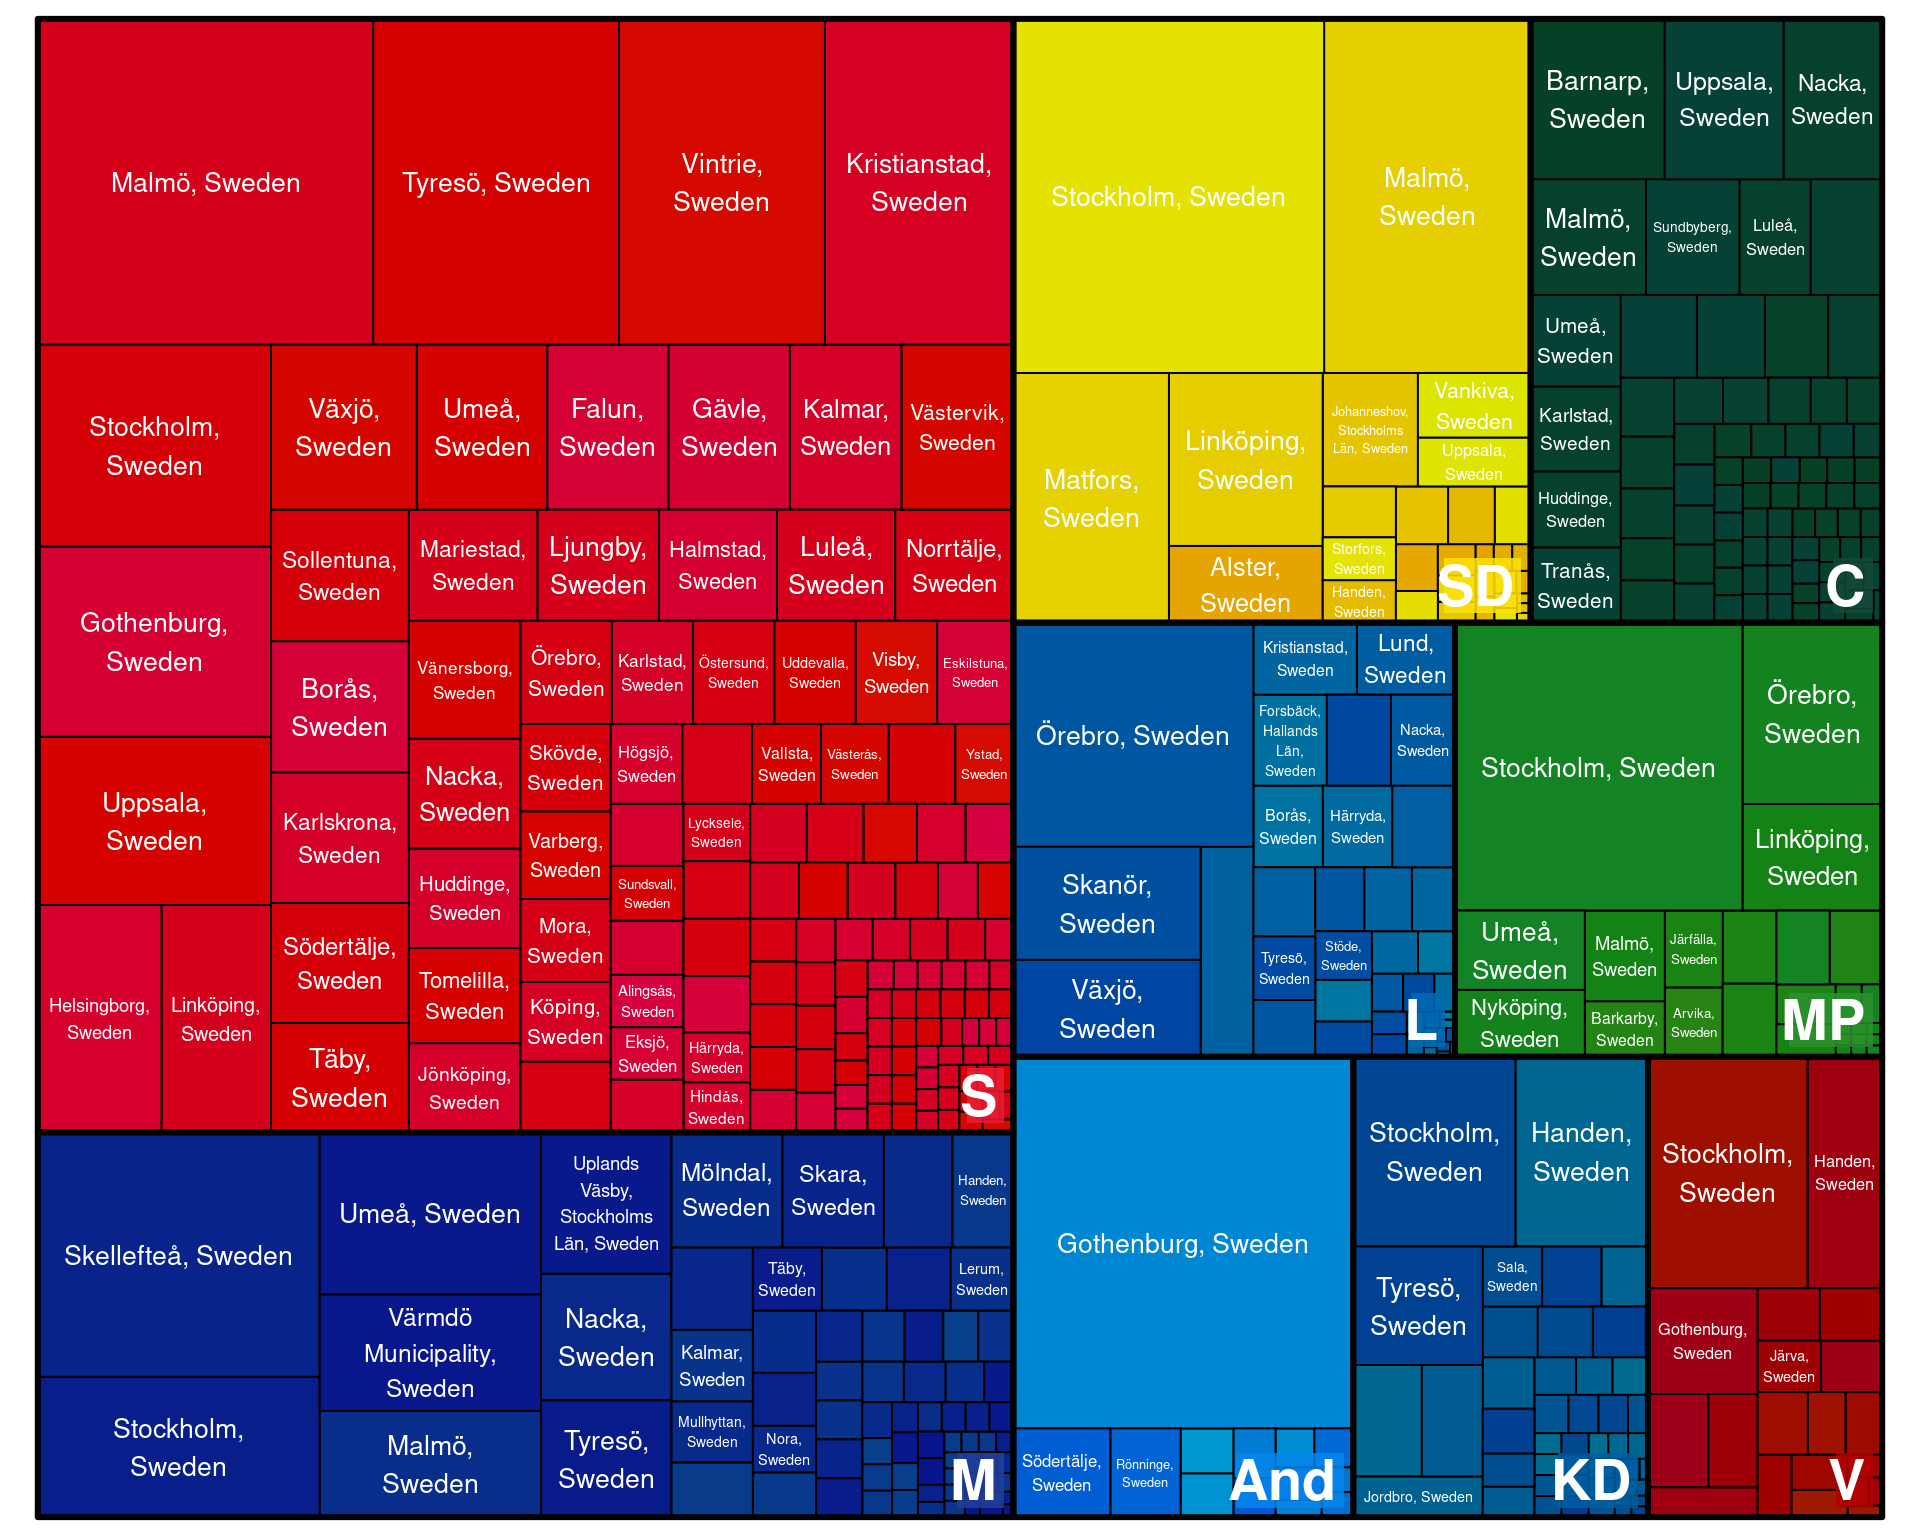 Malmö, Sweden
Tyresö, Sweden
Vintrie,
Sweden
Kristianstad,
Sweden
Stockholm,
Sweden
Växjö,
Sweden
Umeå,
Sweden
Falun,
Sweden
Gävle,
Sweden
Kalmar,
Sweden
Västervik,
Sweden
Gothenburg,
Sweden
Sollentuna,
Sweden
Mariestad,
Sweden
Ljungby,
Sweden
Halmstad,
Sweden
Luleå,
Sweden
Norrtälje,
Sweden
Borås,
Sweden
Vänersborg,
Sweden
Örebro,
Sweden
Karlstad,
Sweden
Östersund,
Sweden
Uddevalla,
Sweden
Visby,
Sweden
Eskilstuna,
Sweden
Uppsala,
Sweden
Karlskrona,
Sweden
Nacka,
Sweden
Skövde,
Sweden
Högsjö,
Sweden
Vallsta,
Sweden
Västerås,
Sweden
Ystad,
Sweden
Varberg,
Sweden
Lycksele,
Sweden
Huddinge,
Sweden
Sundsvall,
Sweden
Helsingborg,
Sweden
Linköping,
Sweden
Södertälje,
Sweden
Mora,
Sweden
Tomelilla,
Sweden
Köping,
Sweden
Alingsås,
Sweden
Täby,
Sweden
Jönköping,
Sweden
Eksjö,
Sweden
Härryda,
Sweden
Hindås,
Sweden
S
Skellefteå, Sweden
Umeå, Sweden
Uplands
Väsby,
Stockholms
Län, Sweden
Mölndal,
Sweden
Skara,
Sweden
Handen,
Sweden
Värmdö
Municipality,
Sweden
Nacka,
Sweden
Täby,
Sweden
Lerum,
Sweden
Kalmar,
Sweden
Stockholm,
Sweden
Malmö,
Sweden
Tyresö,
Sweden
Mullhyttan,
Sweden
Nora,
Sweden
M
Stockholm, Sweden
Malmö,
Sweden
Matfors,
Sweden
Linköping,
Sweden
Johanneshov,
Stockholms
Län, Sweden
Vankiva,
Sweden
Uppsala,
Sweden
Alster,
Sweden
Storfors,
Sweden
Handen,
Sweden
SD
Barnarp,
Sweden
Uppsala,
Sweden
Nacka,
Sweden
Malmö,
Sweden
Sundbyberg,
Sweden
Luleå,
Sweden
Umeå,
Sweden
Karlstad,
Sweden
Huddinge,
Sweden
Tranås,
Sweden
C
Örebro, Sweden
Kristianstad,
Sweden
Lund,
Sweden
Forsbäck,
Hallands
Län,
Sweden
Nacka,
Sweden
Borås,
Sweden
Härryda,
Sweden
Skanör,
Sweden
Växjö,
Sweden
Tyresö,
Sweden
Stöde,
Sweden
L
Stockholm, Sweden
Örebro,
Sweden
Linköping,
Sweden
Umeå,
Sweden
Malmö,
Sweden
Järfälla,
Sweden
Nyköping,
Sweden
Barkarby,
Sweden
Arvika,
Sweden
MP
Gothenburg, Sweden
Södertälje,
Sweden
Rönninge,
Sweden
And
Stockholm,
Sweden
Handen,
Sweden
Tyresö,
Sweden
Sala,
Sweden
Jordbro, Sweden
KD
Stockholm,
Sweden
Handen,
Sweden
Gothenburg,
Sweden
Järva,
Sweden
V